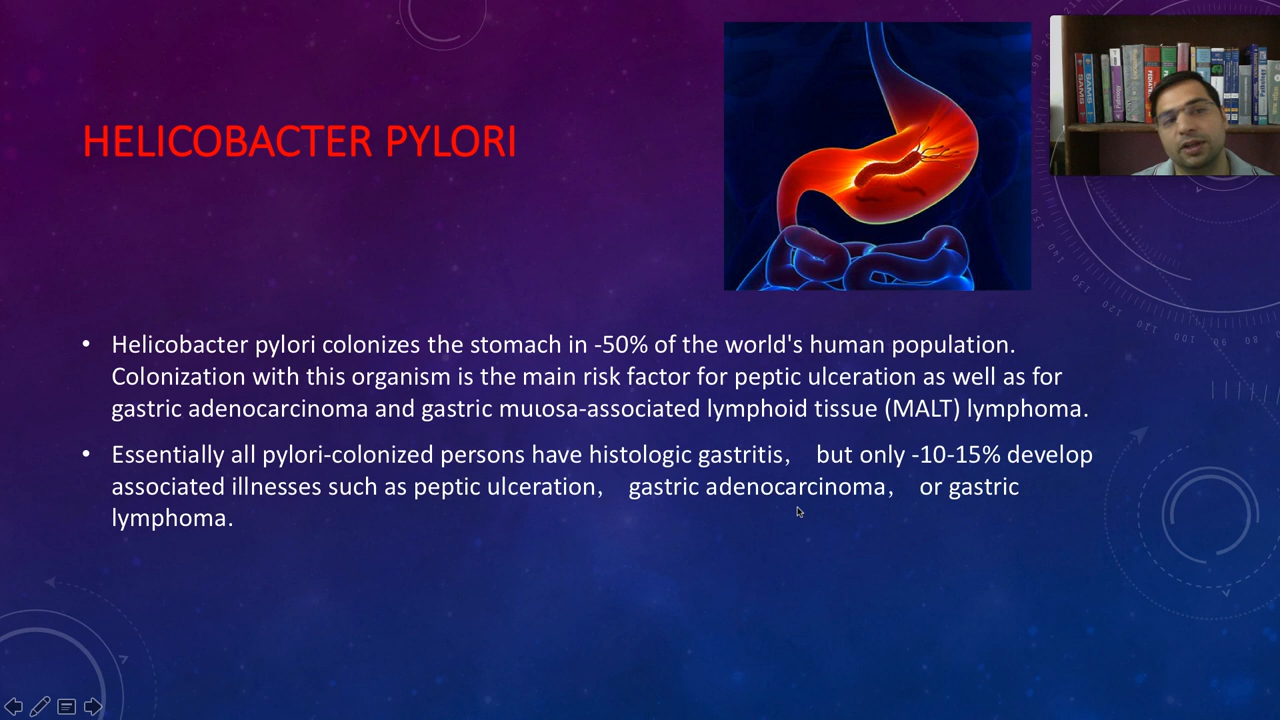 HELICOBACTER PYLORI
• Helicobacter pylori colonizes the stomach in -50% of the world's human population.
Colonization with this organism is the main risk factor for peptic ulceration as well as for
gastric adenocarcinoma and gastric muιosa-associated lymphoid tissue (MALT) lymphoma.
• Essentially all pylori-colonized persons have histologic gastritis， but only -10-15% develop
associated illnesses such as peptic ulceration， gastric adenocarcinoma， or gastric
lymphoma.